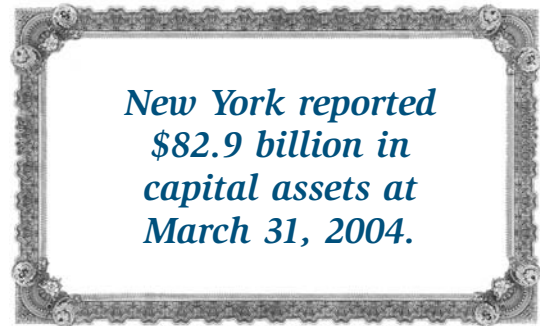 New York reported
$82.9 billion in
capital assets at
March 31, 2004.